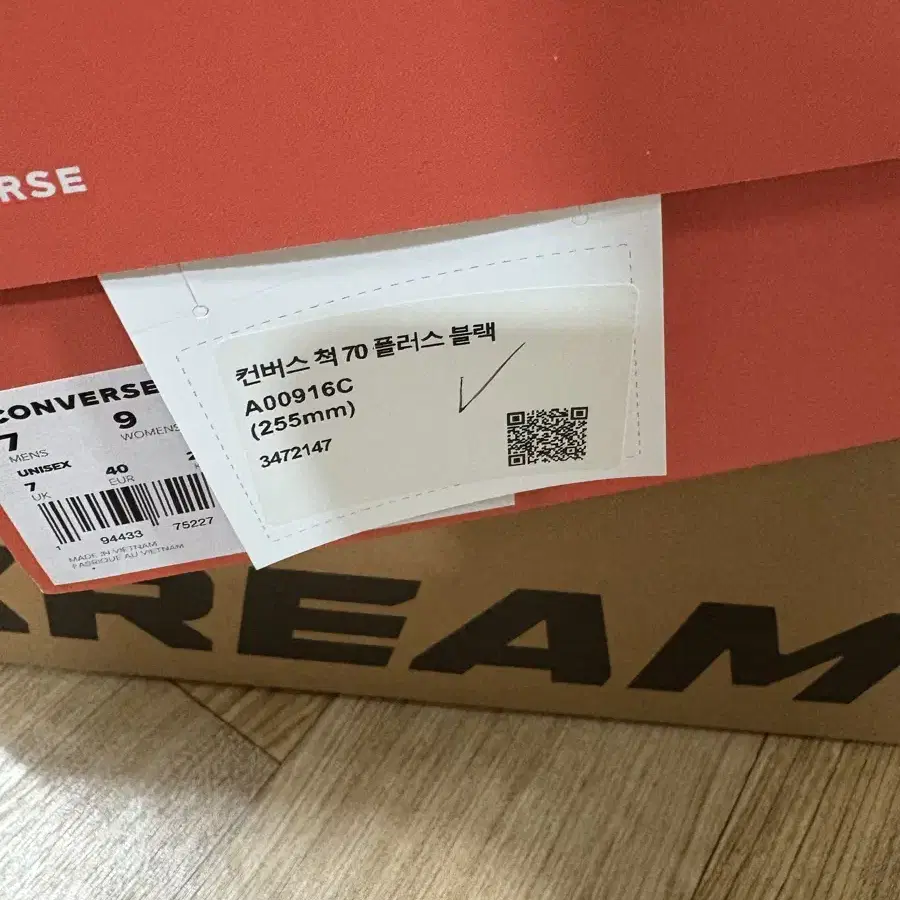 RSE
컨버스 척 70 플러스 블랙
A00916C
(255mm)
3472147
CONVERSE
7 9
MENS WOMENS
UNISEX
7 40
UK EUR
1 94433 75227
MADE IN VIETNAM
FABRIQUE AU VIETNAM
KREAM